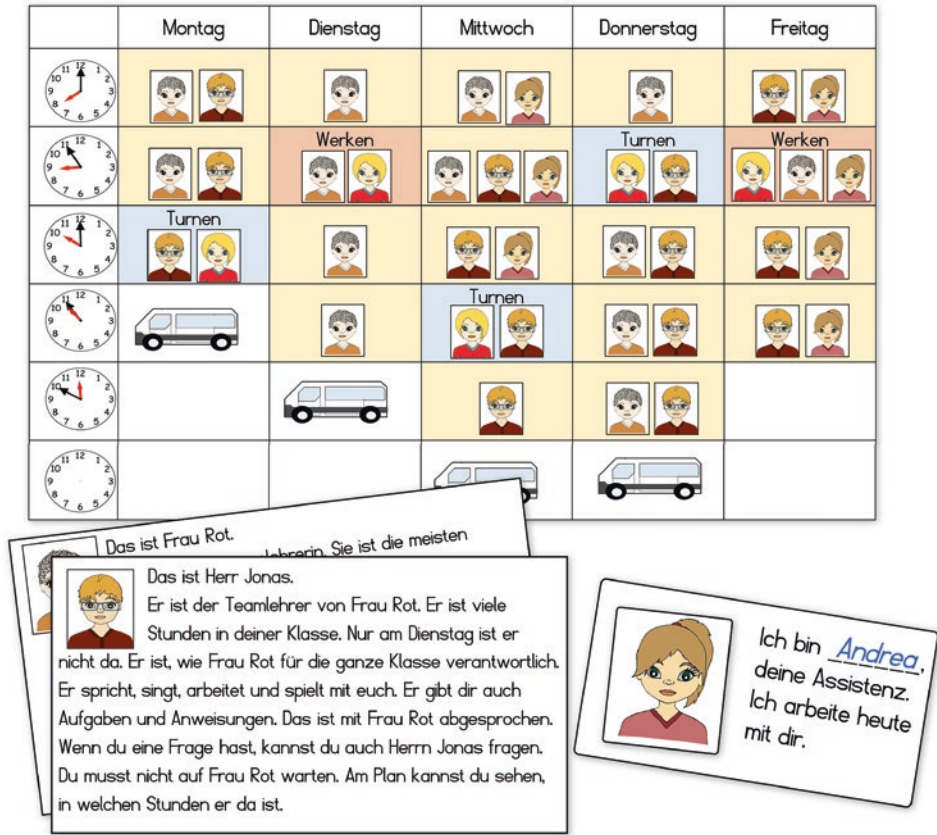 Montag Dienstag Mittwoch Donnerstag Freitag
Werken Turnen Werken
Turnen
Turnen
Das ist Frau Rot.
Sie ist die meisten
Das ist Herr Jonas.
Er ist der Teamlehrer von Frau Rot. Er ist viele
Stunden in deiner Klasse. Nur am Dienstag ist er
nicht da. Er ist, wie Frau Rot für die ganze Klasse verantwortlich.
Er spricht, singt, arbeitet und spielt mit euch. Er gibt dir auch
Aufgaben und Anweisungen. Das ist mit Frau Rot abgesprochen.
Wenn du eine Frage hast, kannst du auch Herrn Jonas fragen.
Du musst nicht auf Frau Rot warten. Am Plan kannst du sehen,
in welchen Stunden er da ist.
Ich bin Andrea,
deine Assistenz.
Ich arbeite heute
mit dir.